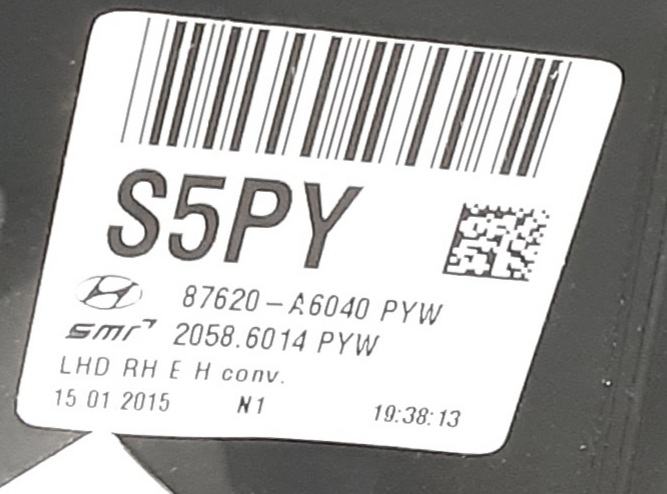 S5PY
87620-A6040 PYW
smr 2058.6014 PYW
LHD RH E H conv.
15 01 2015 N1 19:38:13